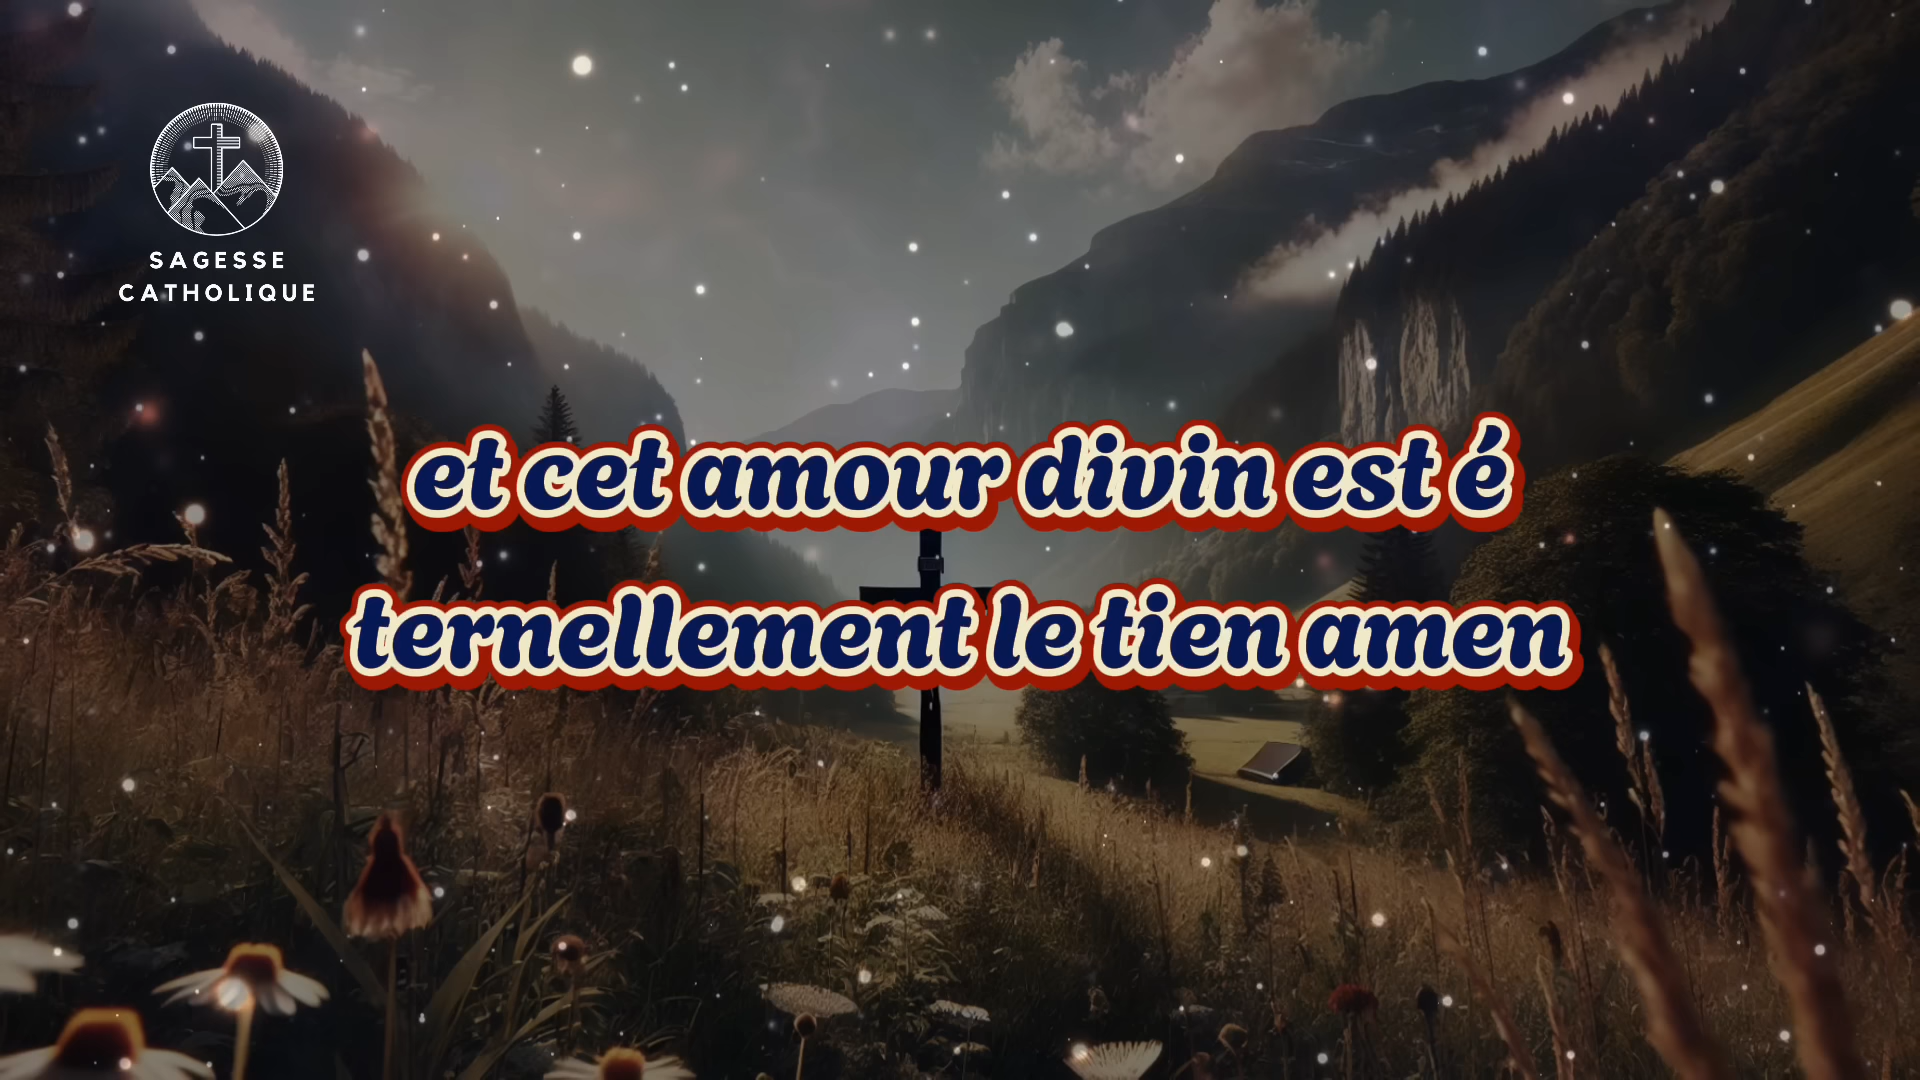 SAGESSE
CATHOLIQUE
et cet amour divin est é
ternellement le tien amen